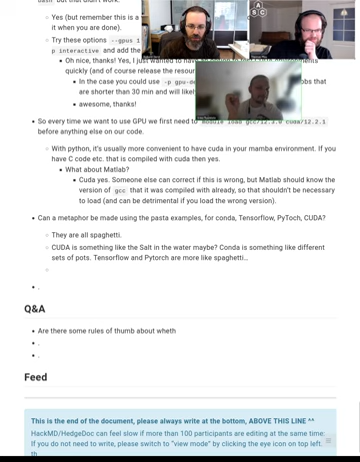 bash but that didn't work.
Yes (but remember this is a
it when you are done).
Try these options --gpus 1
p interactive and add the
Oh nice, thanks! Yes, I just wanted to have
quickly (and of course release the resour
In the case you could use -p gpu-
obs that
are shorter than 30 min and will likel
awesome, thanks!
So every time we want to use GPU we first need to module load gcc/12.3.0 cuda/12.2.1
before anything else on our code.
With python, it's usually more convenient to have cuda in your mamba environment. If you
have C code etc. that is compiled with cuda then yes.
What about Matlab?
Cuda yes. Someone else can correct if this is wrong, but Matlab should know the
version of gcc that it was compiled with already, so that shouldn't be necessary
to load (and can be detrimental if you load the wrong version).
Can a metaphor be made using the pasta examples, for conda, Tensorflow, PyToch, CUDA?
They are all spaghetti.
CUDA is something like the Salt in the water maybe? Conda is something like different
sets of pots. Tensorflow and Pytorch are more like spaghetti...
.
Q&A
Are there some rules of thumb about wheth
.
.
Feed
This is the end of the document, please always write at the bottom, ABOVE THIS LINE ^^
HackMD/HedgeDoc can feel slow if more than 100 participants are editing at the same time:
If you do not need to write, please switch to "view mode" by clicking the eye icon on top left.